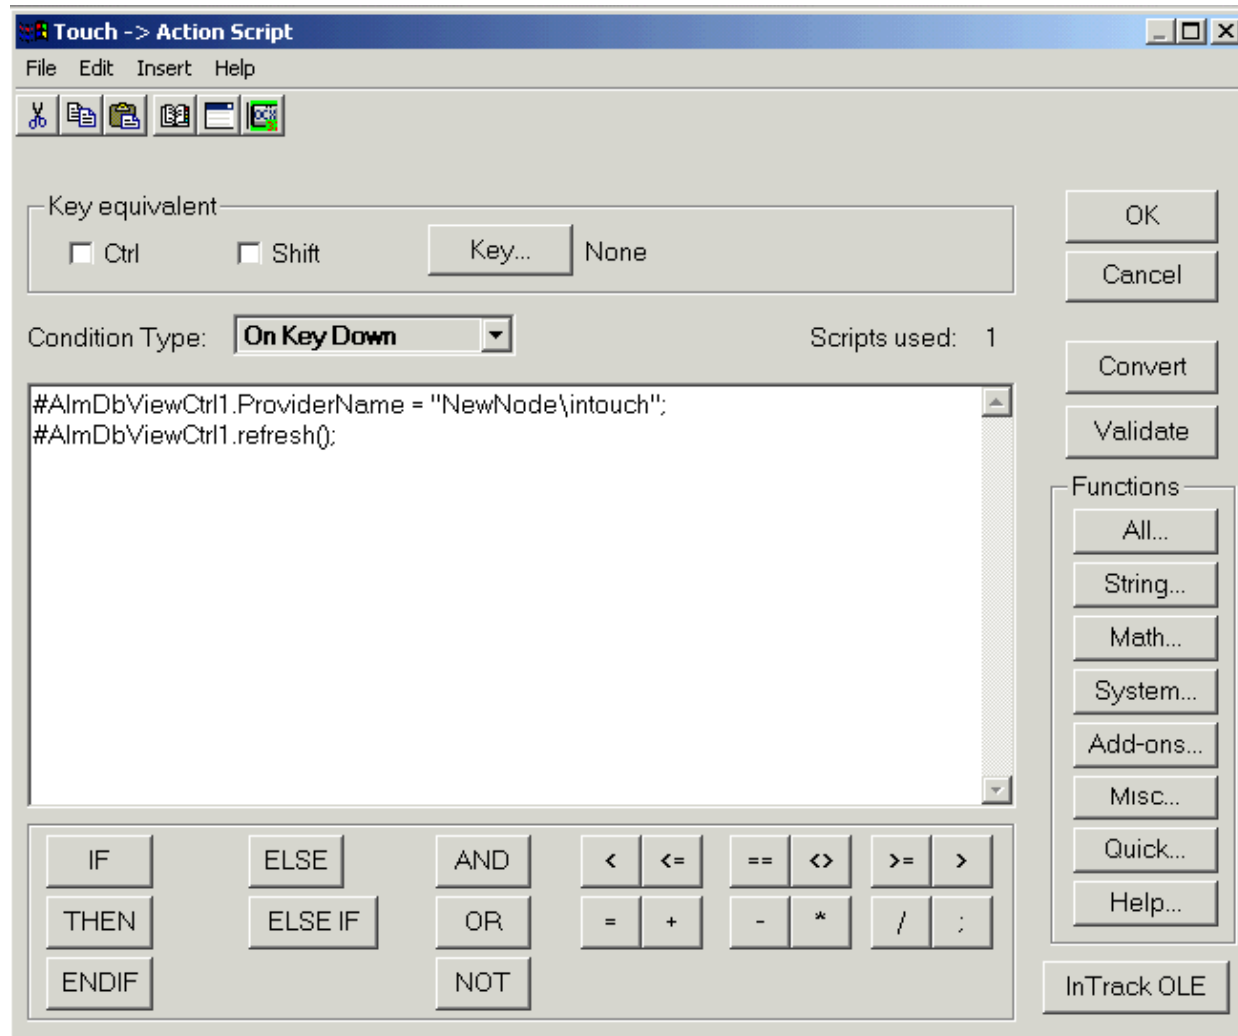 Touch -> Action Script
File Edit Insert Help
Key equivalent
Ctrl Shift Key... None
OK
Cancel
Condition Type: On Key Down Scripts used: 1
Convert
Validate
#AlmDbViewCtrl1.ProviderName = "NewNode\intouch";
#AlmDbViewCtrl1.refresh();
Functions
All...
String...
Math...
System...
Add-ons...
Misc...
Quick...
Help...
IF ELSE AND < <= == <> >= >
THEN ELSE IF OR = + - * / ;
ENDIF NOT
InTrack OLE